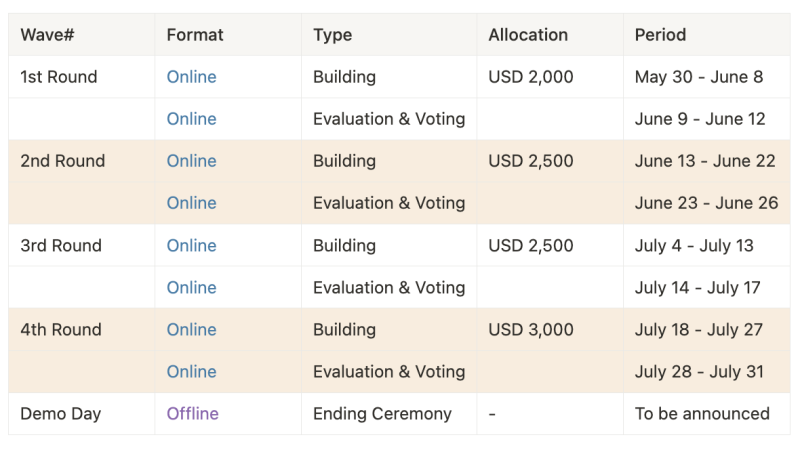 Wave# Format Type Allocation Period
1st Round Online Building USD 2,000 May 30 - June 8
Online Evaluation & Voting June 9 - June 12
2nd Round Online Building USD 2,500 June 13 - June 22
Online Evaluation & Voting June 23 - June 26
3rd Round Online Building USD 2,500 July 4 - July 13
Online Evaluation & Voting July 14 - July 17
4th Round Online Building USD 3,000 July 18 - July 27
Online Evaluation & Voting July 28 - July 31
Demo Day Offline Ending Ceremony - To be announced